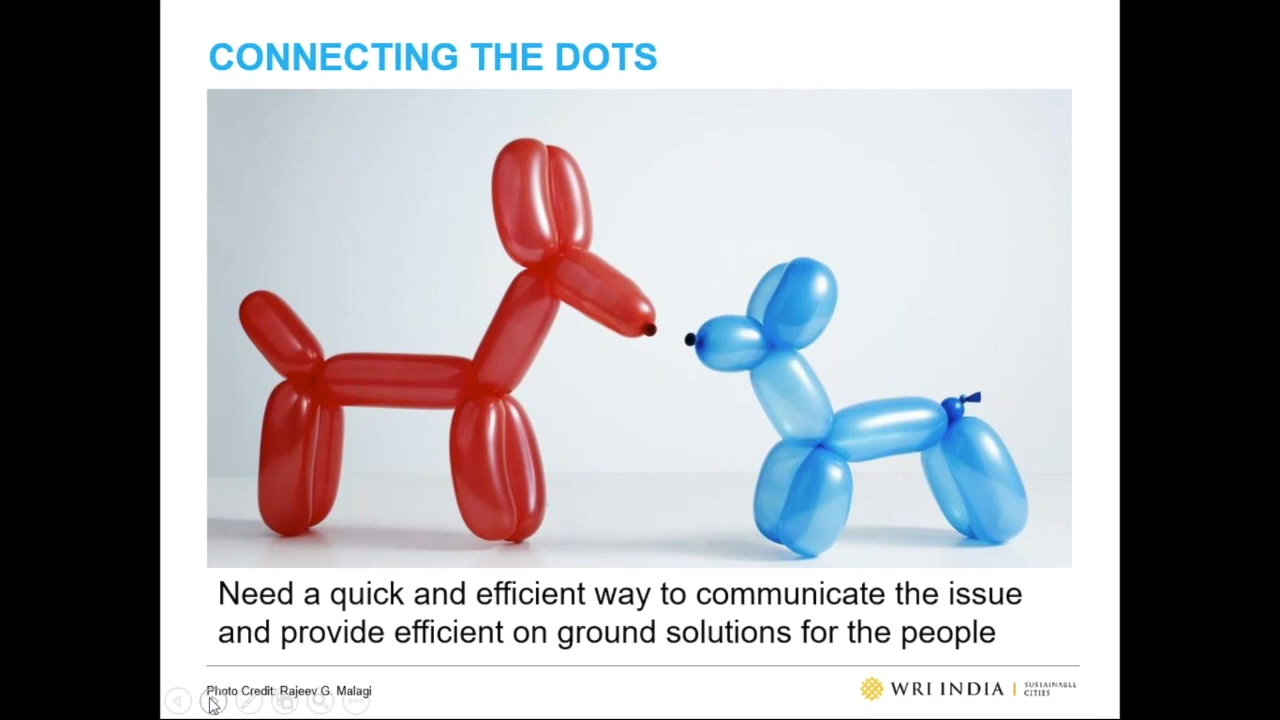 CONNECTING THE DOTS
Need a quick and efficient way to communicate the issue
and provide efficient on ground solutions for the people
Photo Credit: Rajeev G. Malagi
WRI INDIA | SUSTAINABLE
CITIES